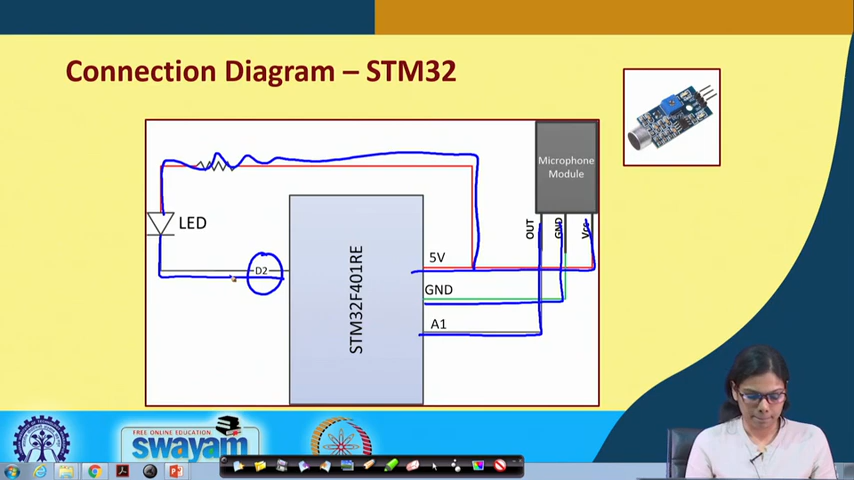 Connection Diagram – STM32
Microphone
Module
LED
OUT
GND
Vcc
D2
5V
STM32F401RE
GND
A1
FREE ONLINE EDUCATION
swayam